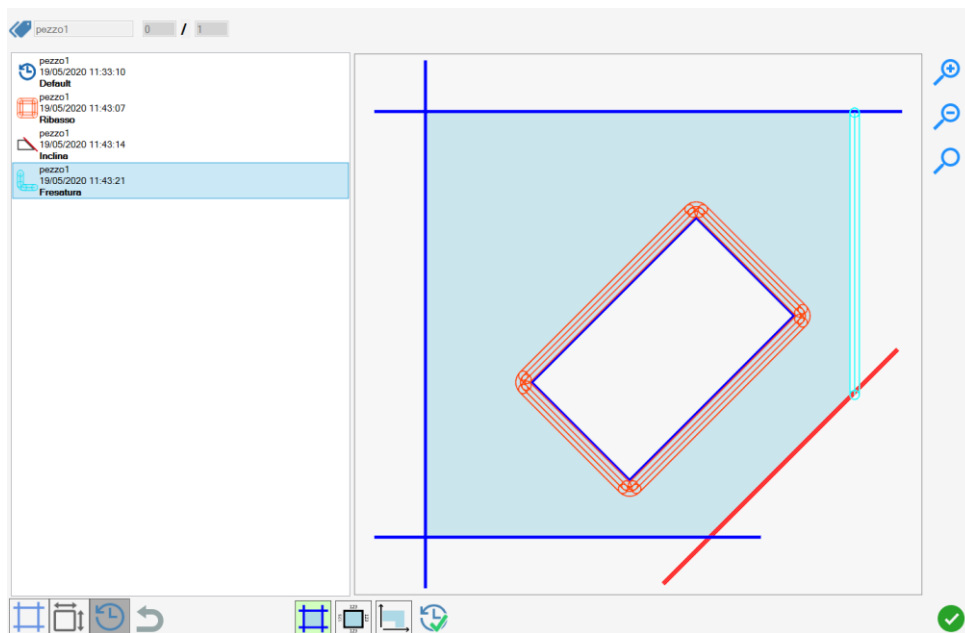 pezzo1 0 / 1
pezzo1
19/05/2020 11:33:10
Default
pezzo1
19/05/2020 11:43:07
Ribasso
pezzo1
19/05/2020 11:43:14
Inclina
pezzo1
19/05/2020 11:43:21
Fresatura